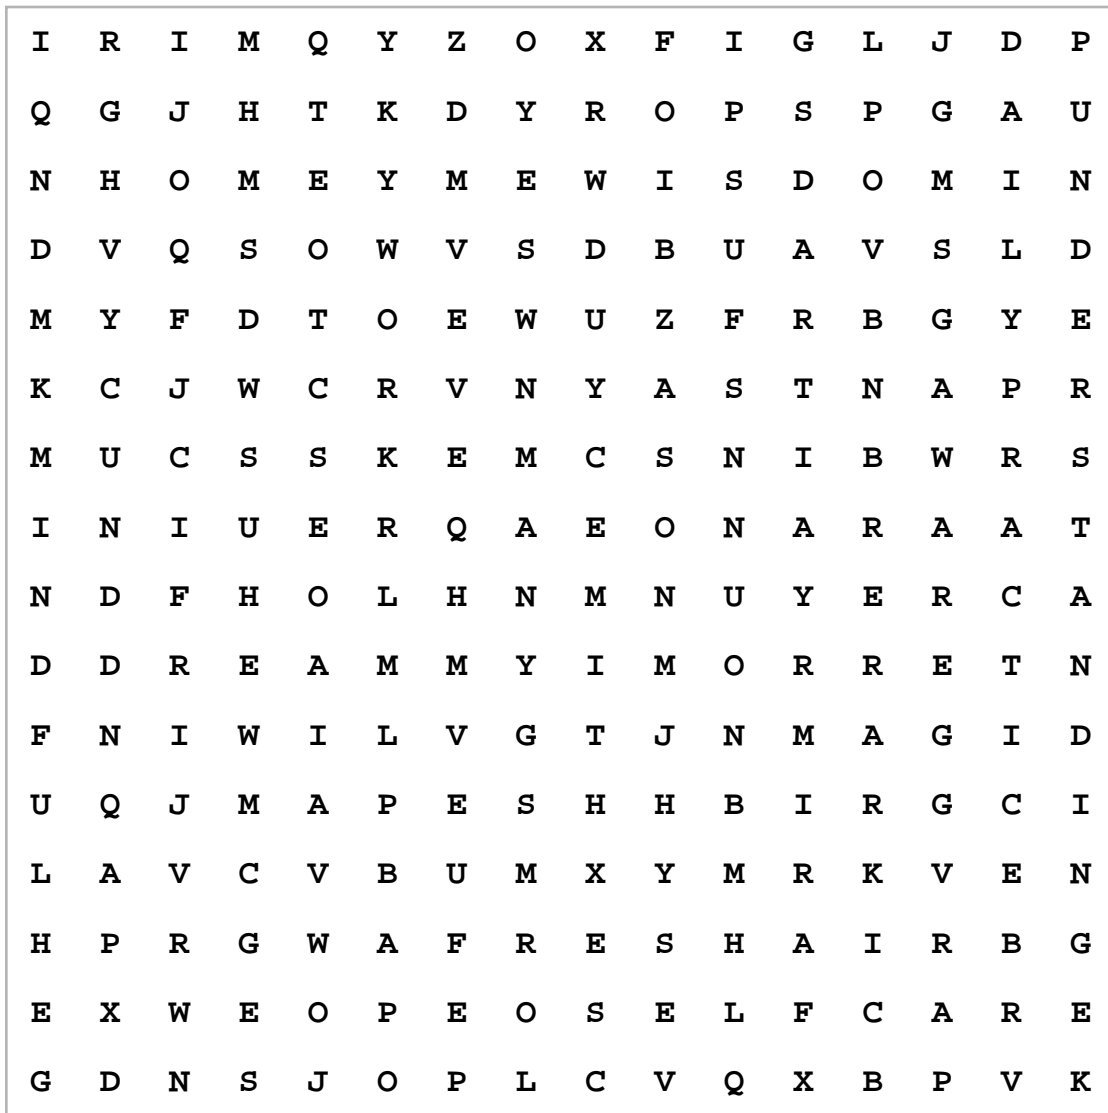 I R I M Q Y Z O X F I G L J D P
Q G J H T K D Y R O P S P G A U
N H O M E Y M E W I S D O M I N
D V Q S O W V S D B U A V S L D
M Y F D T O E W U Z F R B G Y E
K C J W C R V N Y A S T N A P R
M U C S S K E M C S N I B W R S
I N I U E R Q A E O N A R A A T
N D F H O L H N M N U Y E R C A
D D R E A M M Y I M O R R E T N
F N I W I L V G T J N M A G I D
U Q J M A P E S H H B I R G C I
L A V C V B U M X Y M R K V E N
H P R G W A F R E S H A I R B G
E X W E O P E O S E L F C A R E
G D N S J O P L C V Q X B P V K